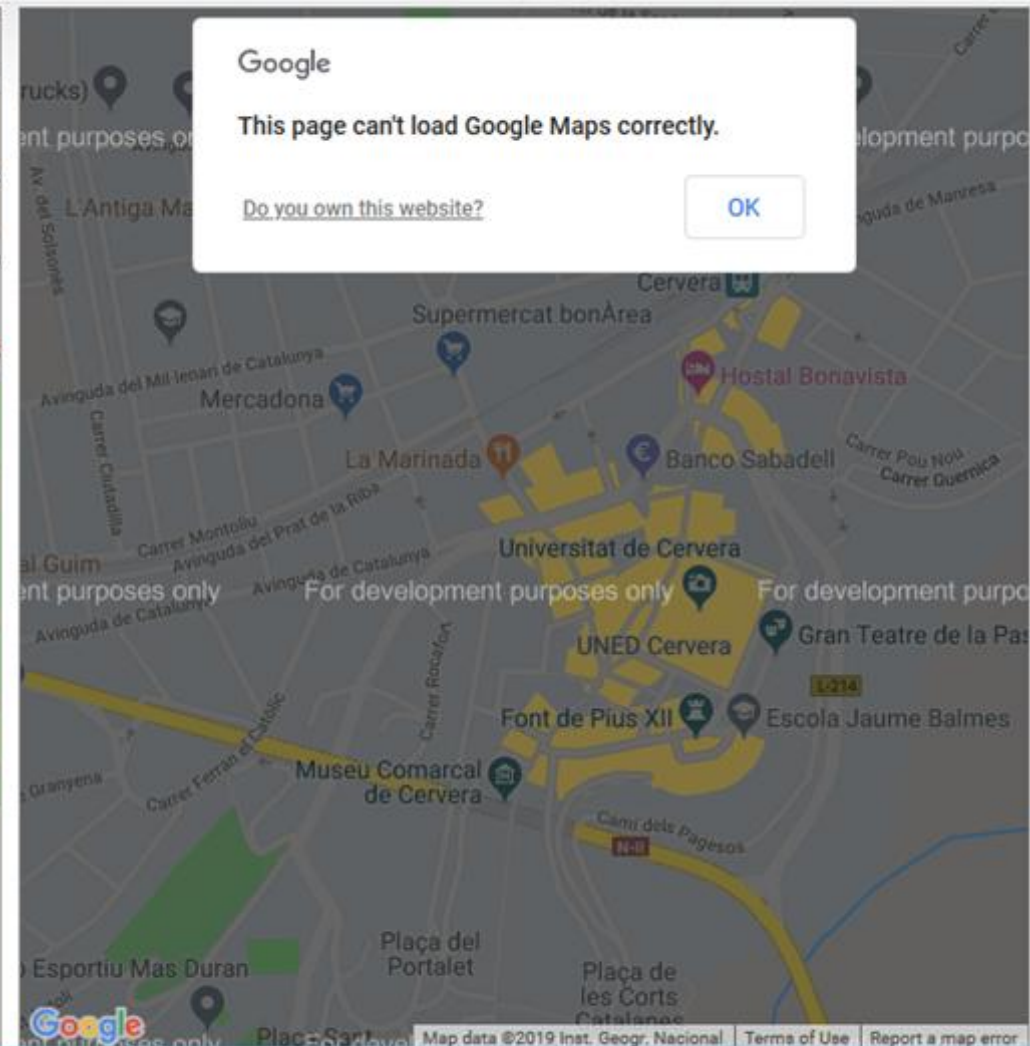 Google
This page can't load Google Maps correctly.
Do you own this website?
OK
rucks)
ent purposes on
lopment purpo
Av. del Solsonès
L'Antiga Ma
guda de Manresa
Cervera
Supermercat bonÀrea
Avinguda del Mil·lenari de Catalunya
Mercadona
Hostal Bonavista
Carrer Ciutadilla
La Marinada
Banco Sabadell
Carrer Pou Nou
Carrer Guernica
Carrer Montoliu
Avinguda del Prat de la Riba
al Guim
Universitat de Cervera
Avinguda de Catalunya
ent purposes only
For development purposes only
For development purpo
Avinguda de Catalunya
Carrer Rocafort
UNED Cervera
Gran Teatre de la Pas
L-214
Font de Pius XII
Escola Jaume Balmes
Carrer Ferran el Catòlic
Granyena
Museu Comarcal
de Cervera
Camí dels Pagesos
N-II
Plaça del
Portalet
Esportiu Mas Duran
Plaça de
les Corts
Catalanes
Google
Plaça Sant
Map data ©2019 Inst. Geogr. Nacional
Terms of Use
Report a map error